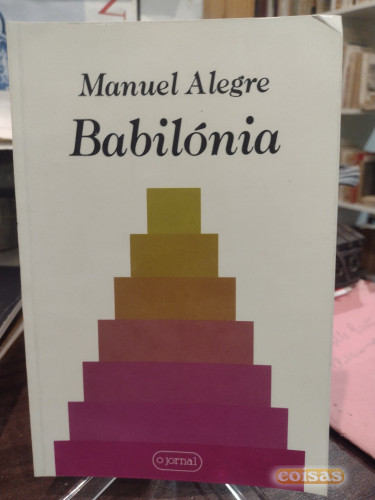 Manuel Alegre
Babilónia
o jornal
coisas